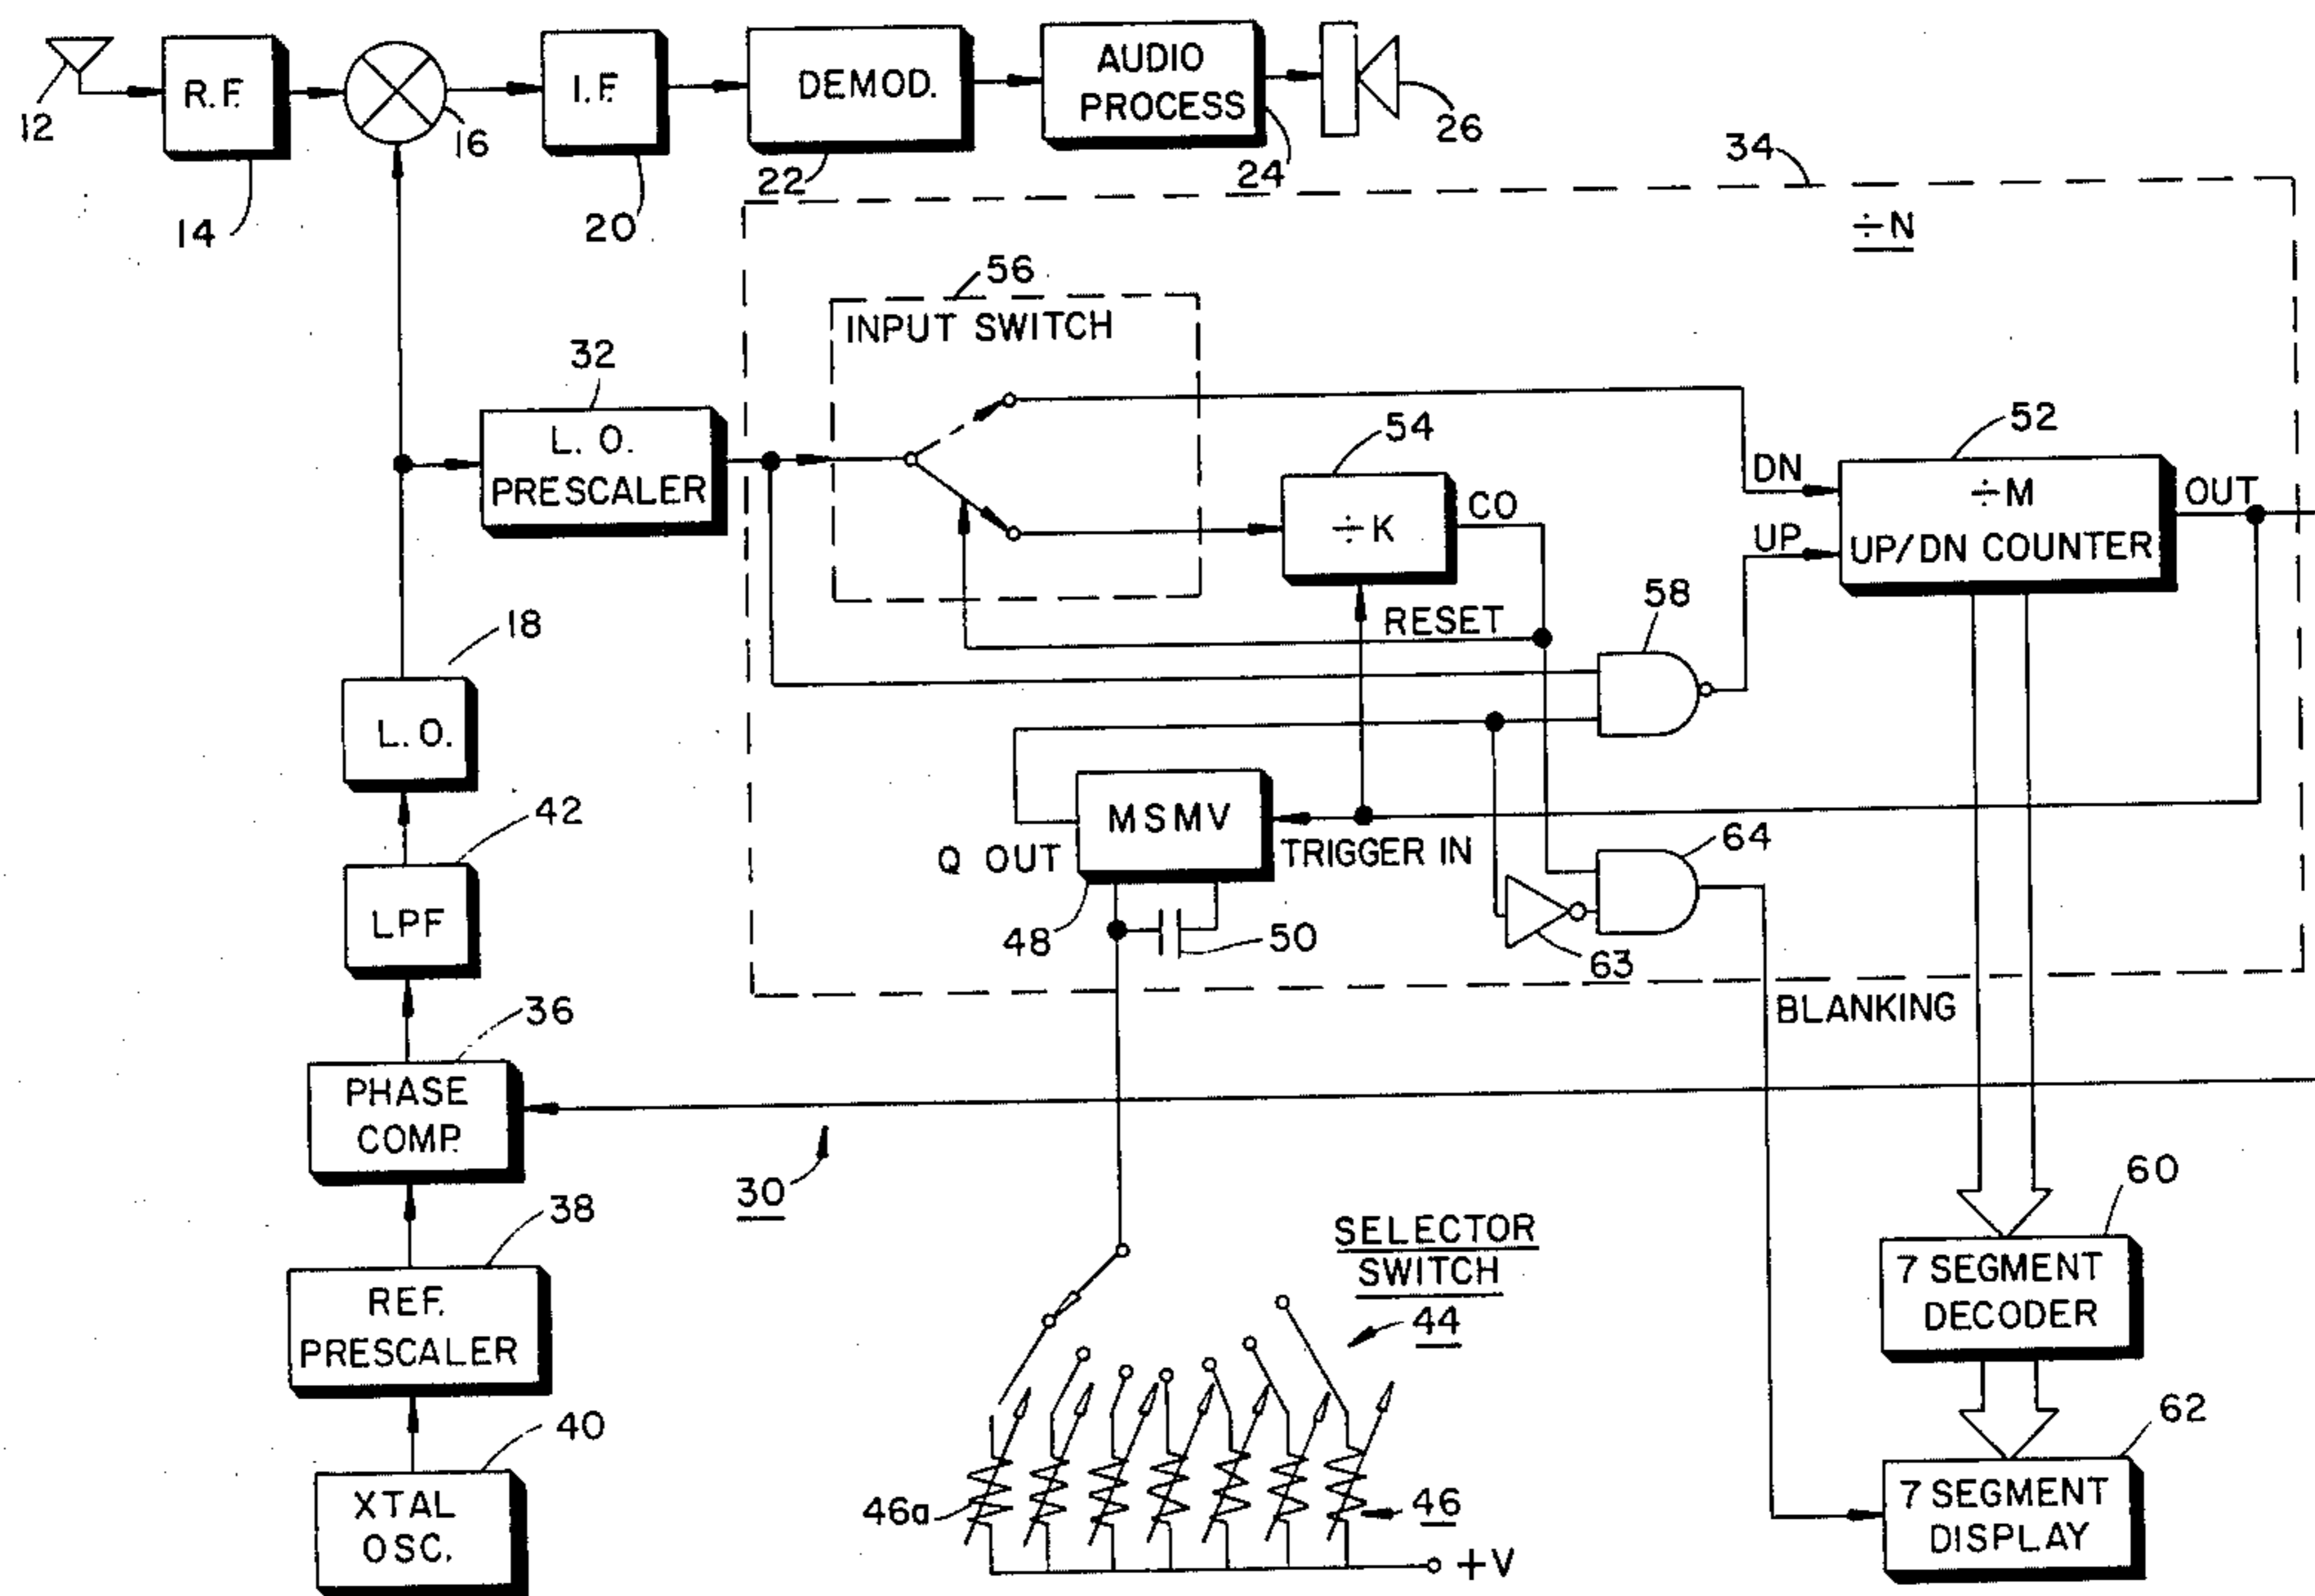 12
R.F.
14
16
I.F.
20
DEMOD.
22
AUDIO
PROCESS
24
26
34
÷N
56
INPUT SWITCH
32
L. O.
PRESCALER
54
÷K
CO
RESET
DN
UP
52
÷M
UP/DN COUNTER
OUT
58
18
L. O.
MSMV
Q OUT
TRIGGER IN
48
50
64
63
42
LPF
BLANKING
36
PHASE
COMP.
30
38
REF.
PRESCALER
40
XTAL
OSC.
SELECTOR
SWITCH
44
46a
46
+V
60
7 SEGMENT
DECODER
62
7 SEGMENT
DISPLAY